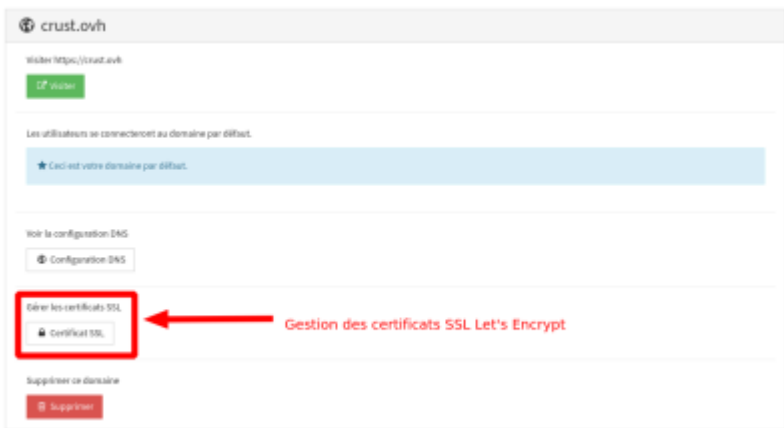 crust.ovh
Visiter https://crust.ovh
Visiter
Les utilisateurs se connecteront au domaine par défaut.
Ceci est votre domaine par défaut.
Voir la configuration DNS
Configuration DNS
Gérer les certificats SSL
Certificat SSL
Gestion des certificats SSL Let's Encrypt
Supprimer ce domaine
Supprimer